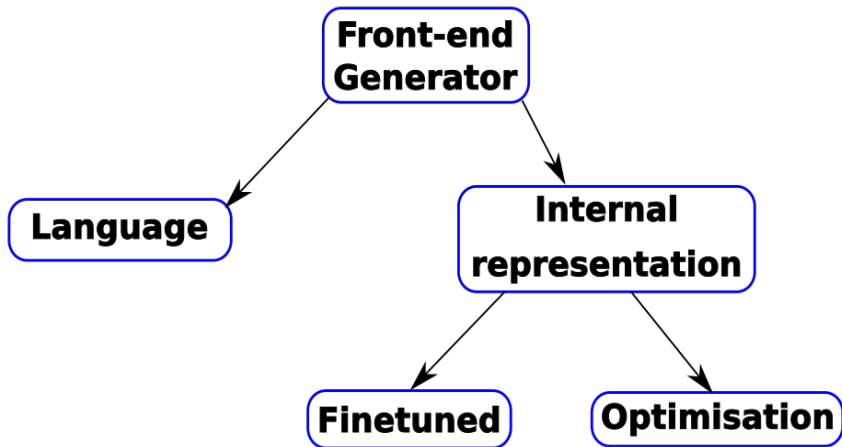 Front-end
Generator
Language
Internal
representation
Finetuned
Optimisation